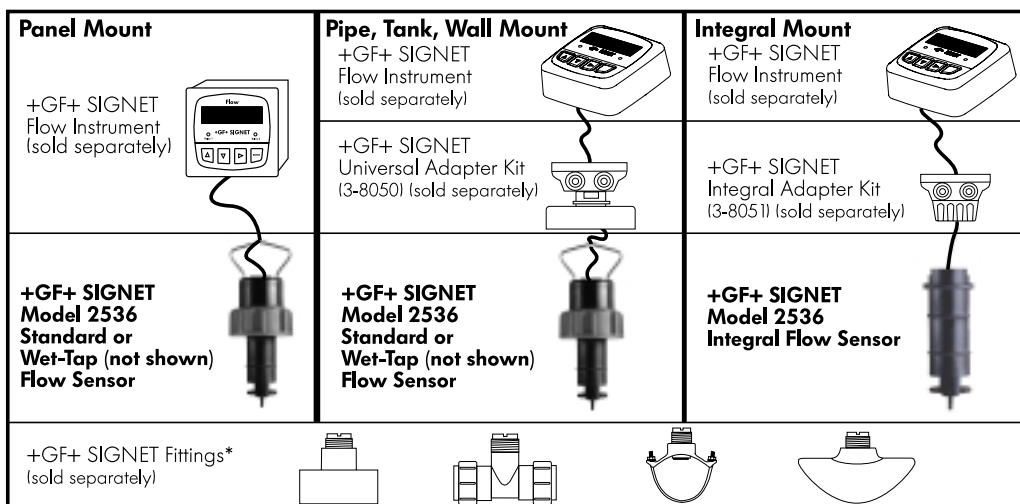 Panel Mount
+GF+ SIGNET
Flow Instrument
(sold separately)
Flow
+GF+ SIGNET
+GF+ SIGNET
Model 2536
Standard or
Wet-Tap (not shown)
Flow Sensor
Pipe, Tank, Wall Mount
+GF+ SIGNET
Flow Instrument
(sold separately)
+GF+ SIGNET
Universal Adapter Kit
(3-8050) (sold separately)
+GF+ SIGNET
Model 2536
Standard or
Wet-Tap (not shown)
Flow Sensor
Integral Mount
+GF+ SIGNET
Flow Instrument
(sold separately)
+GF+ SIGNET
Integral Adapter Kit
(3-8051) (sold separately)
+GF+ SIGNET
Model 2536
Integral Flow Sensor
+GF+ SIGNET Fittings*
(sold separately)